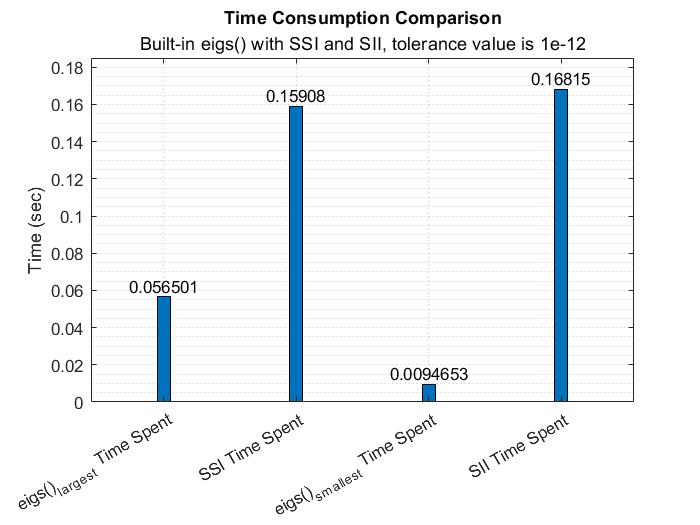 Time Consumption Comparison
Built-in eigs() with SSI and SII, tolerance value is 1e-12
0.18
0.16
0.14
0.12
0.1
0.08
0.06
0.04
0.02
0
Time (sec)
0.056501
0.15908
0.0094653
0.16815
eigs()largest Time Spent
SSI Time Spent
eigs()smallest Time Spent
SII Time Spent